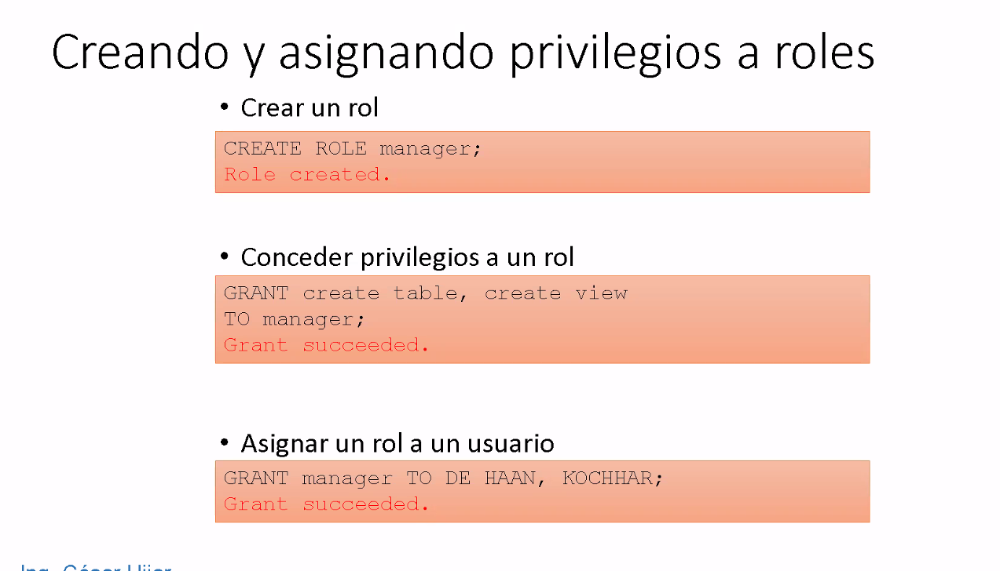 Creando y asignando privilegios a roles
• Crear un rol
CREATE ROLE manager;
Role created.
• Conceder privilegios a un rol
GRANT create table, create view
TO manager;
Grant succeeded.
• Asignar un rol a un usuario
GRANT manager TO DE HAAN, KOCHHAR;
Grant succeeded.
Ing. César Hijar